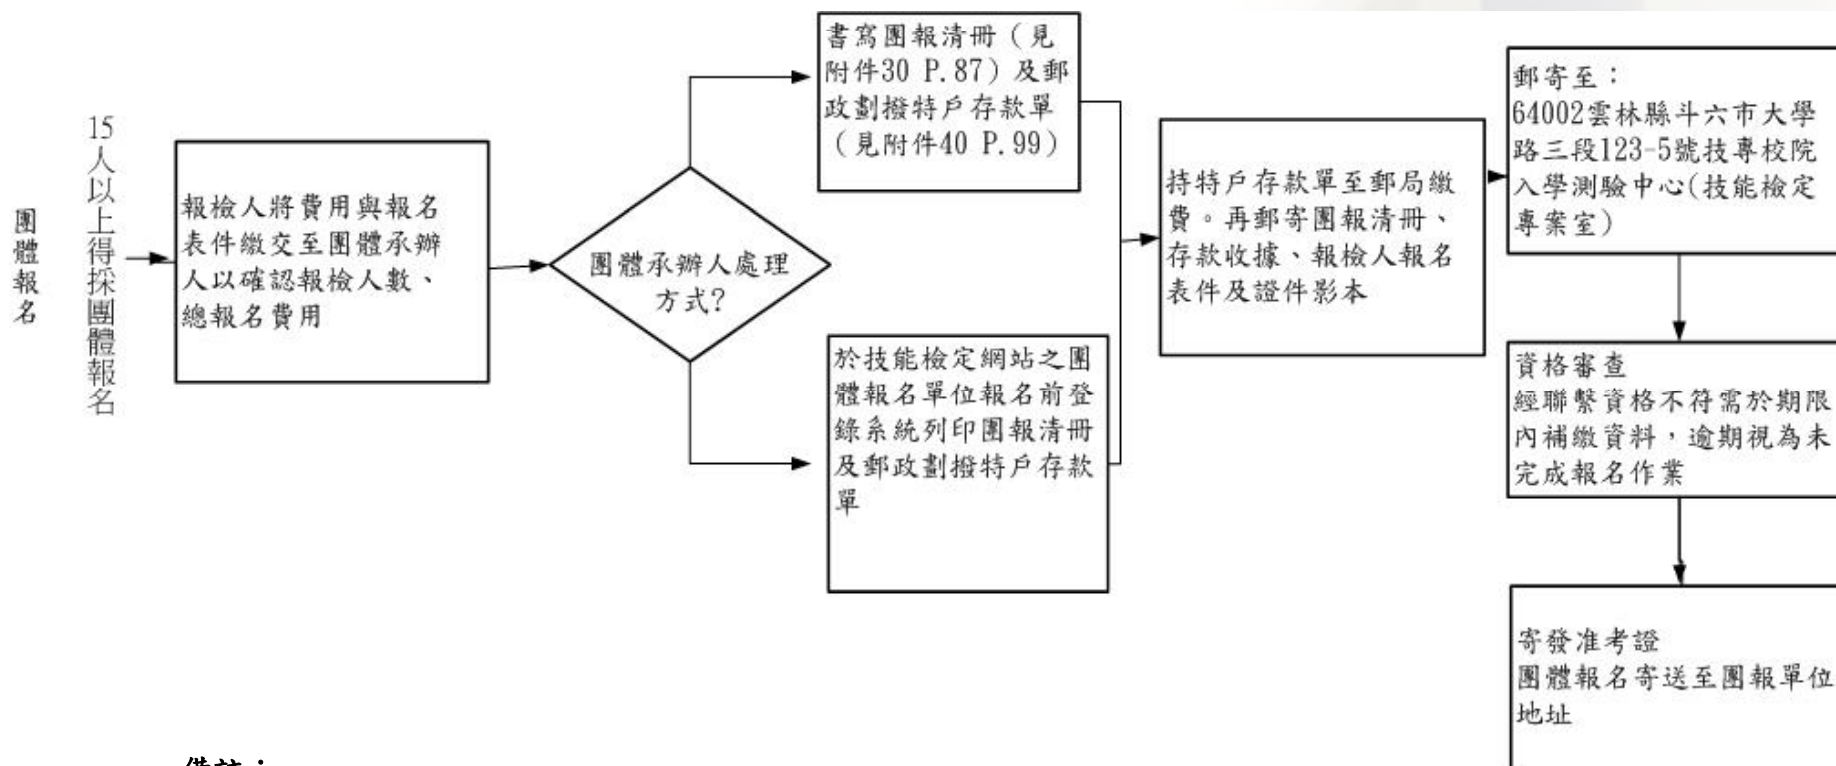 團體報名
15人以上得採團體報名
報檢人將費用與報名
表件繳交至團體承辦
人以確認報檢人數、
總報名費用
團體承辦人處理
方式?
書寫團報清冊（見
附件30 P.87）及郵
政劃撥特戶存款單
（見附件40 P.99）
於技能檢定網站之團
體報名單位報名前登
錄系統列印團報清冊
及郵政劃撥特戶存款
單
持特戶存款單至郵局繳
費。再郵寄團報清冊、
存款收據、報檢人報名
表件及證件影本
郵寄至：
64002雲林縣斗六市大學
路三段123-5號技專校院
入學測驗中心(技能檢定
專案室)
資格審查
經聯繫資格不符需於期限
內補繳資料，逾期視為未
完成報名作業
寄發准考證
團體報名寄送至團報單位
地址
備註：